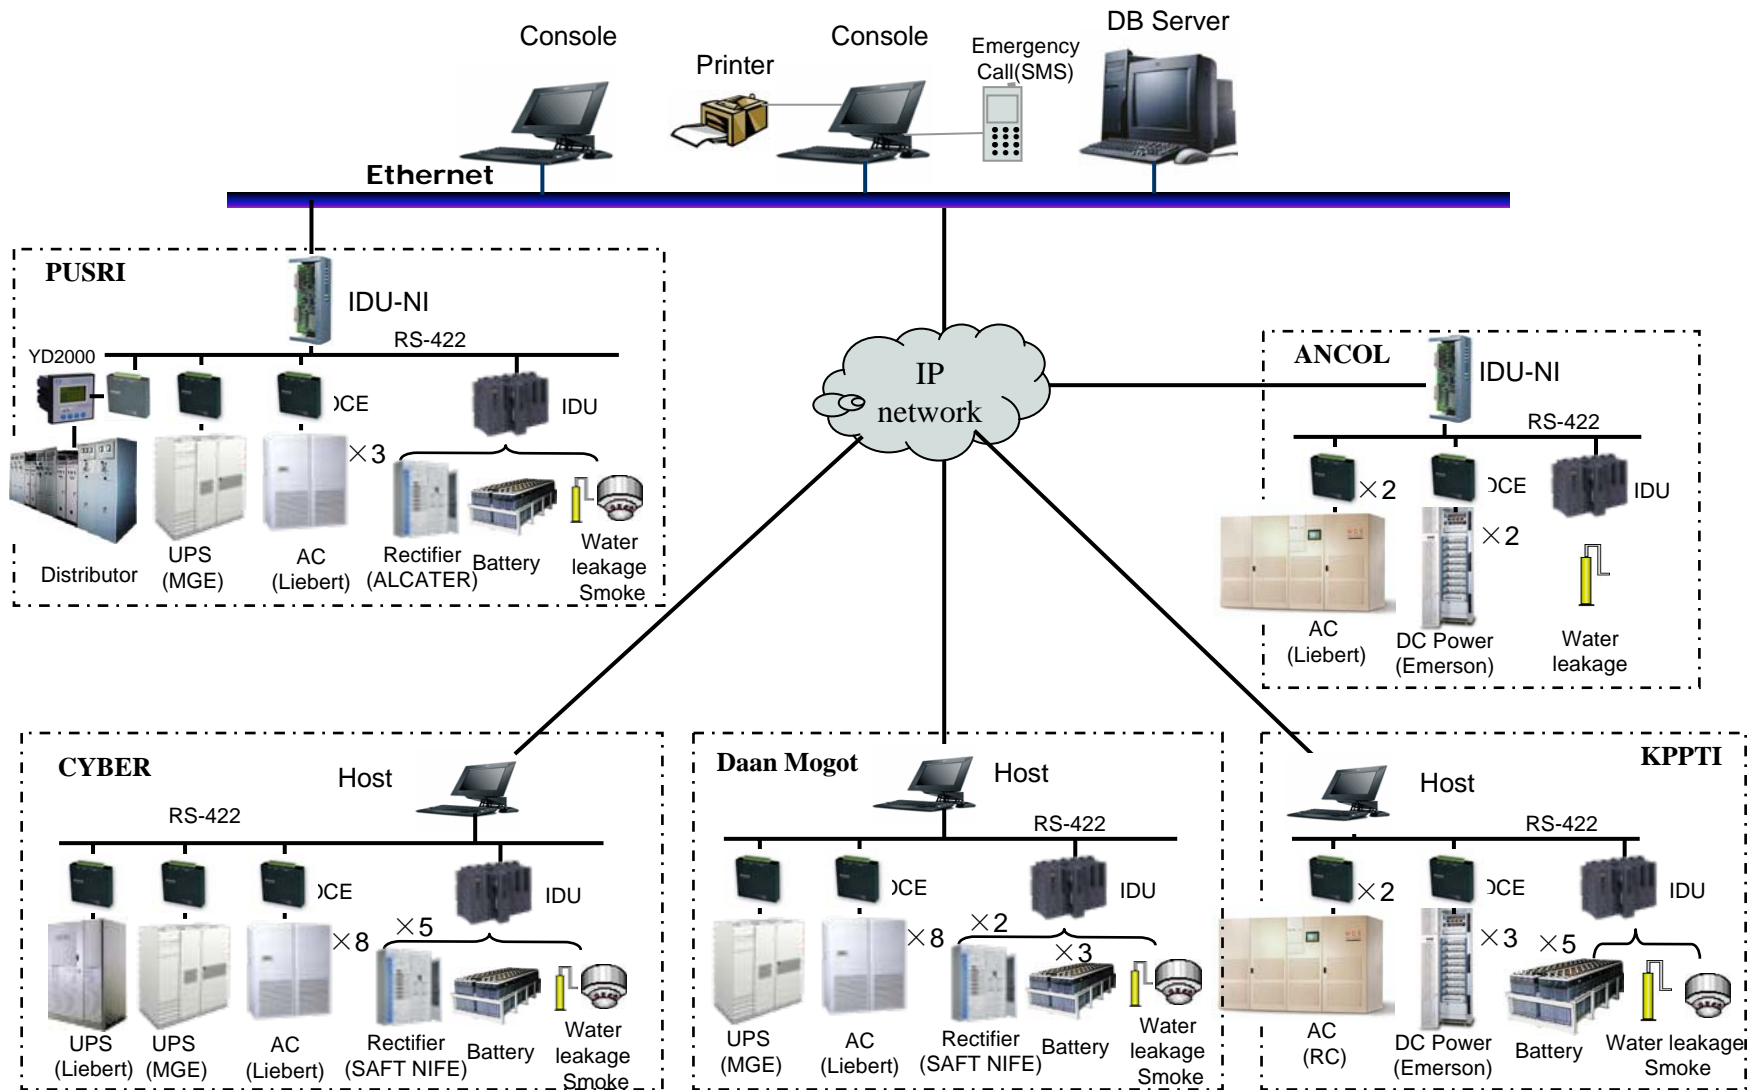 Console
Console
DB Server
Emergency
Call(SMS)
Printer
Ethernet
PUSRI
IDU-NI
RS-422
YD2000
OCE
IDU
×3
Distributor
UPS
(MGE)
AC
(Liebert)
Rectifier
(ALCATER)
Battery
Water
leakage
Smoke
IP
network
ANCOL
IDU-NI
RS-422
×2
OCE
IDU
×2
AC
(Liebert)
DC Power
(Emerson)
Water
leakage
CYBER
Host
RS-422
OCE
IDU
×8
×5
UPS
(Liebert)
UPS
(MGE)
AC
(Liebert)
Rectifier
(SAFT NIFE)
Battery
Water
leakage
Smoke
Daan Mogot
Host
RS-422
OCE
IDU
×8
×2
×3
UPS
(MGE)
AC
(Liebert)
Rectifier
(SAFT NIFE)
Battery
Water
leakage
Smoke
KPPTI
Host
RS-422
×2
OCE
IDU
×3
×5
AC
(RC)
DC Power
(Emerson)
Battery
Water leakage
Smoke